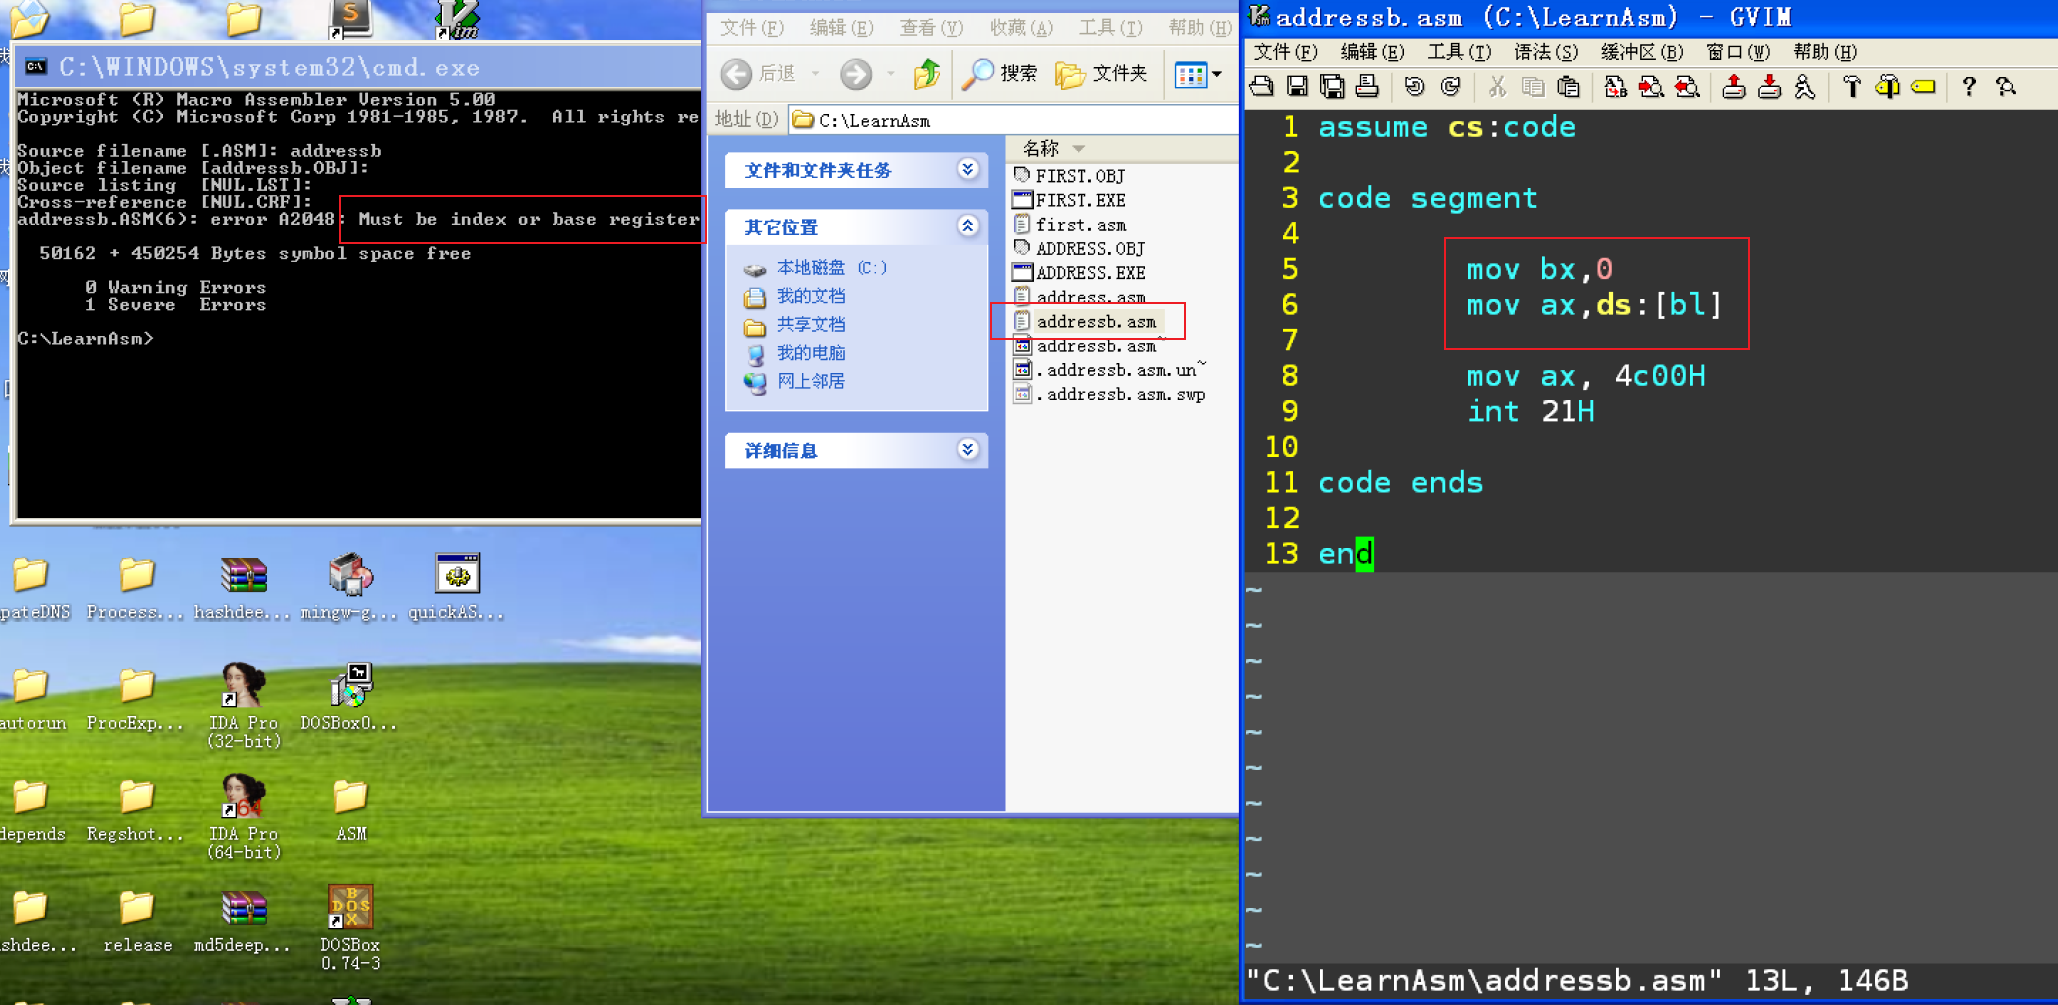 C:\WINDOWS\system32\cmd.exe
Microsoft (R) Macro Assembler Version 5.00
Copyright (C) Microsoft Corp 1981-1985, 1987.  All rights re
Source filename [.ASM]: addressb
Object filename [addressb.OBJ]:
Source listing  [NUL.LST]:
Cross-reference [NUL.CRF]:
addressb.ASM(6): error A2048: Must be index or base register
50162 + 450254 Bytes symbol space free
0 Warning Errors
1 Severe  Errors
C:\LearnAsm>
pateDNS
Process...
hashdee...
mingw-g...
quickAS...
autorun
ProcExp...
IDA Pro
(32-bit)
DOSBox0...
depends
Regshot...
IDA Pro
(64-bit)
ASM
shdee...
release
md5deep...
DOSBox
0.74-3
文件(F) 编辑(E) 查看(V) 收藏(A) 工具(T) 帮助(H)
后退 搜索 文件夹
地址(D) C:\LearnAsm
文件和文件夹任务
其它位置
本地磁盘 (C:)
我的文档
共享文档
我的电脑
网上邻居
详细信息
名称
FIRST.OBJ
FIRST.EXE
first.asm
ADDRESS.OBJ
ADDRESS.EXE
address.asm
addressb.asm
addressb.asm~
.addressb.asm.un~
.addressb.asm.swp
addressb.asm (C:\LearnAsm) - GVIM
文件(F) 编辑(E) 工具(T) 语法(S) 缓冲区(B) 窗口(W) 帮助(H)
1 assume cs:code
2
3 code segment
4
5 mov bx,0
6 mov ax,ds:[bl]
7
8 mov ax, 4c00H
9 int 21H
10
11 code ends
12
13 end
~
~
~
~
~
~
~
~
~
~
~
"C:\LearnAsm\addressb.asm" 13L, 146B